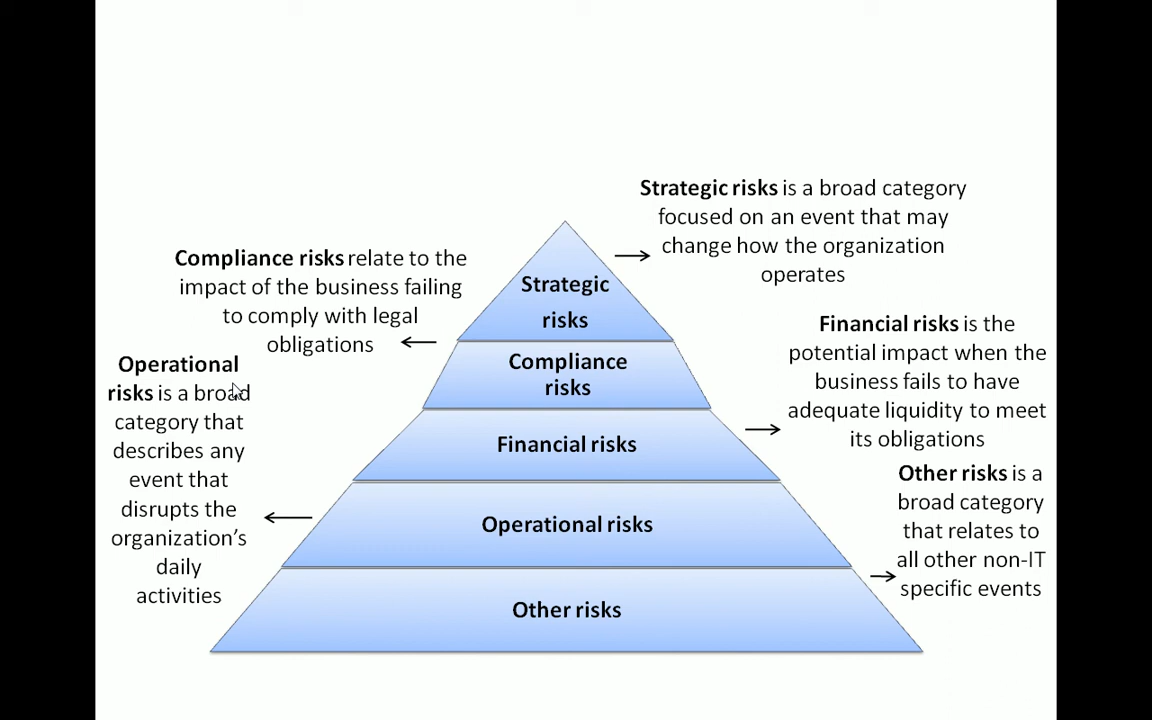 Strategic risks is a broad category
focused on an event that may
change how the organization
operates
Compliance risks relate to the
impact of the business failing
to comply with legal
obligations
Strategic
risks
Financial risks is the
potential impact when the
business fails to have
adequate liquidity to meet
its obligations
Compliance
risks
Operational
risks is a broad
category that
describes any
event that
disrupts the
organization's
daily
activities
Financial risks
Other risks is a
broad category
that relates to
all other non-IT
specific events
Operational risks
Other risks